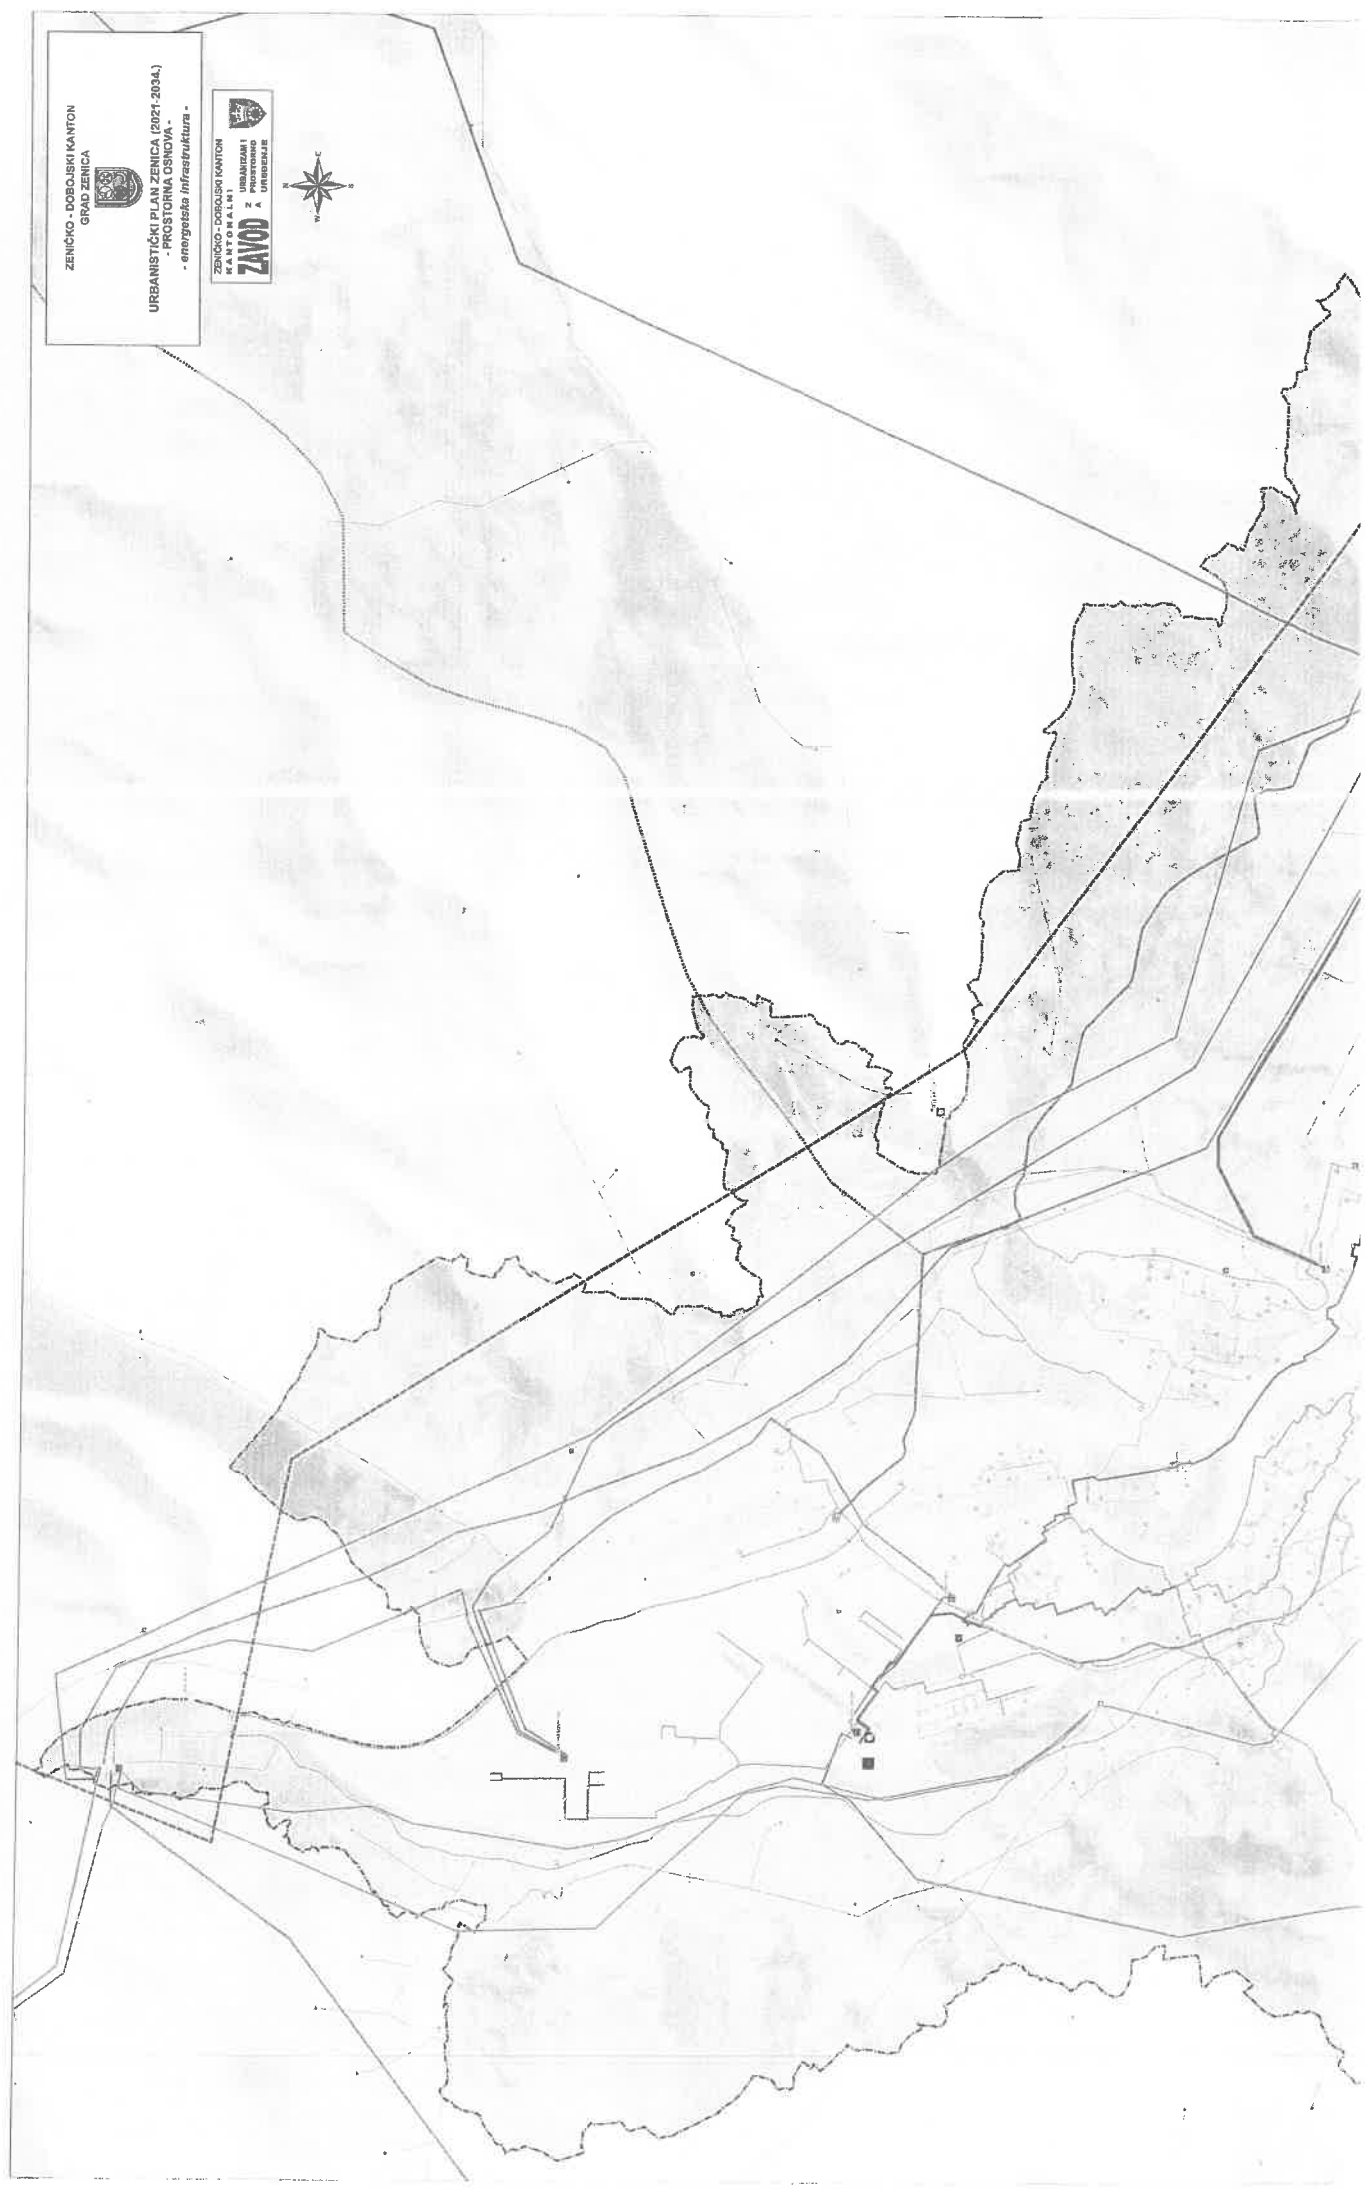 ZENIČKO - DOBOJSKI KANTON
GRAD ZENICA
URBANISTIČKI PLAN ZENICA (2021-2034.)
- PROSTORNA OSNOVA -
- energetska infrastruktura -
ZENIČKO - DOBOJSKI KANTON
KANTONALNI
ZAVOD ZA URBANIZAM I
PROSTORNO
UREĐENJE
N
E
S
W